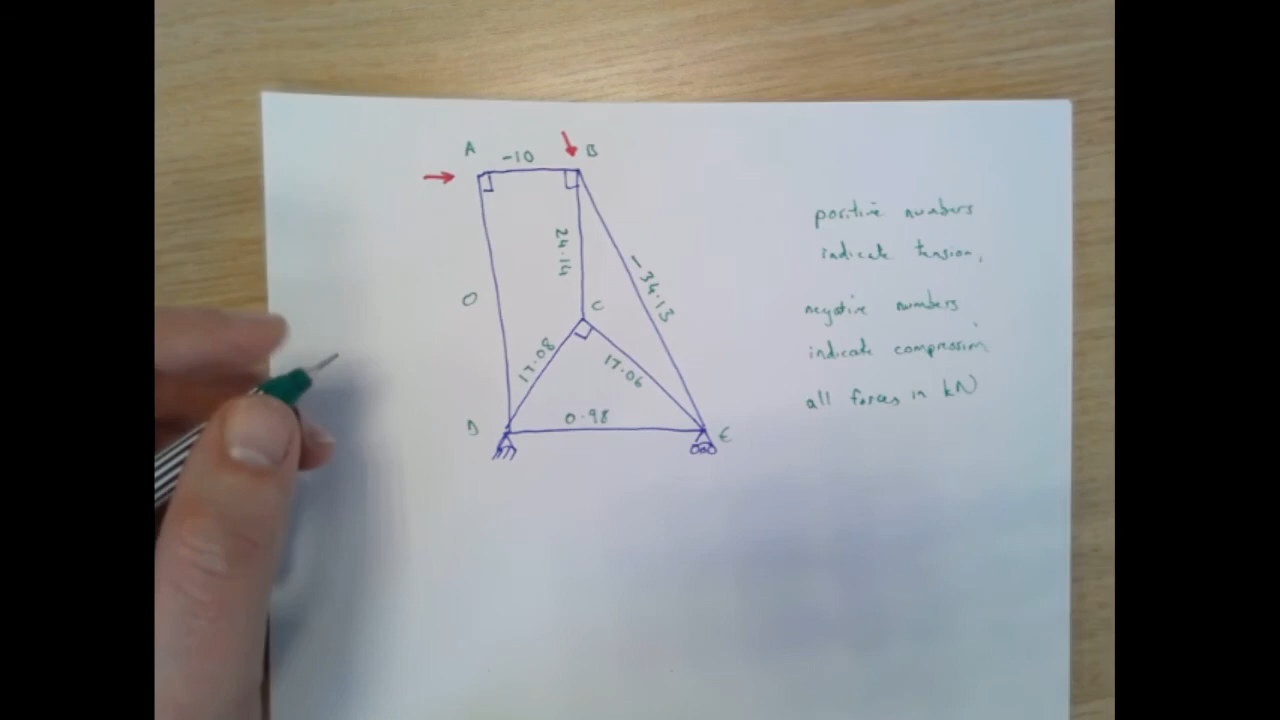 A
-10
B
24.14
-34.13
O
C
17.08
17.06
D
0.98
E
positive numbers
indicate tension,
negative numbers
indicate compression
all forces in kN